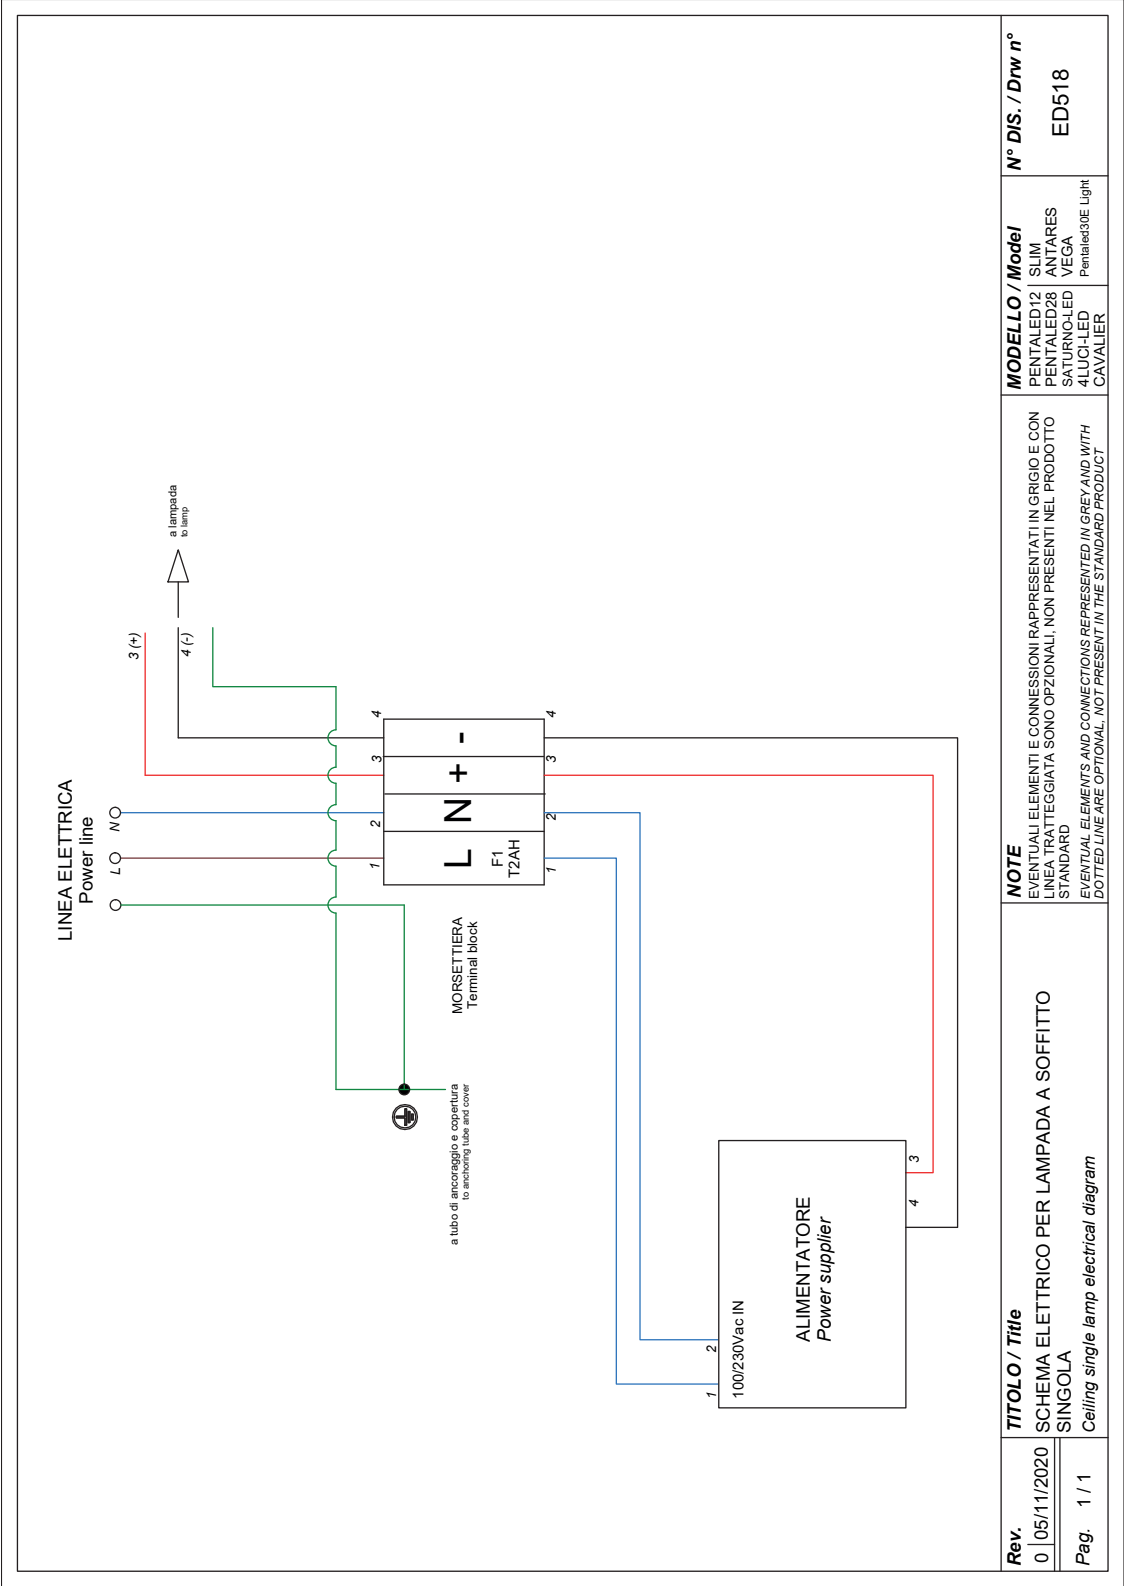 LINEA ELETTRICA
Power line
L
N
3 (+)
4 (-)
a lampada
to lamp
1
2
3
4
L
N
+
-
F1
T2AH
1
2
3
4
MORSETTIERA
Terminal block
a tubo di ancoraggio e copertura
to anchoring tube and cover
1
2
100/230Vac IN
ALIMENTATORE
Power supplier
4
3
Rev.
0
05/11/2020
Pag. 1 / 1
TITOLO / Title
SCHEMA ELETTRICO PER LAMPADA A SOFFITTO
SINGOLA
Ceiling single lamp electrical diagram
NOTE
EVENTUALI ELEMENTI E CONNESSIONI RAPPRESENTATI IN GRIGIO E CON
LINEA TRATTEGGIATA SONO OPZIONALI, NON PRESENTI NEL PRODOTTO
STANDARD
EVENTUAL ELEMENTS AND CONNECTIONS REPRESENTED IN GREY AND WITH
DOTTED LINE ARE OPTIONAL, NOT PRESENT IN THE STANDARD PRODUCT
MODELLO / Model
PENTALED12
PENTALED28
SATURNO-LED
4LUCI-LED
CAVALIER
SLIM
ANTARES
VEGA
Pentaled30E Light
N° DIS. / Drw n°
ED518